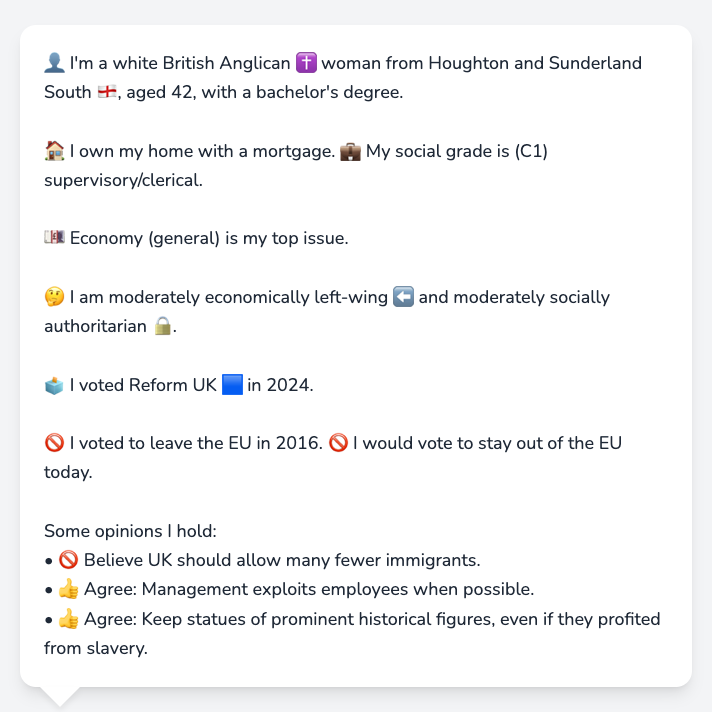 👤 I'm a white British Anglican ✝️ woman from Houghton and Sunderland
South 🏴󠁧󠁢󠁥󠁮󠁧󠁿, aged 42, with a bachelor's degree.
🏠 I own my home with a mortgage. 💼 My social grade is (C1)
supervisory/clerical.
💷 Economy (general) is my top issue.
🤔 I am moderately economically left-wing ⬅️ and moderately socially
authoritarian 🔒.
🗳️ I voted Reform UK 🟦 in 2024.
🚫 I voted to leave the EU in 2016. 🚫 I would vote to stay out of the EU
today.
Some opinions I hold:
• 🚫 Believe UK should allow many fewer immigrants.
• 👍 Agree: Management exploits employees when possible.
• 👍 Agree: Keep statues of prominent historical figures, even if they profited
from slavery.